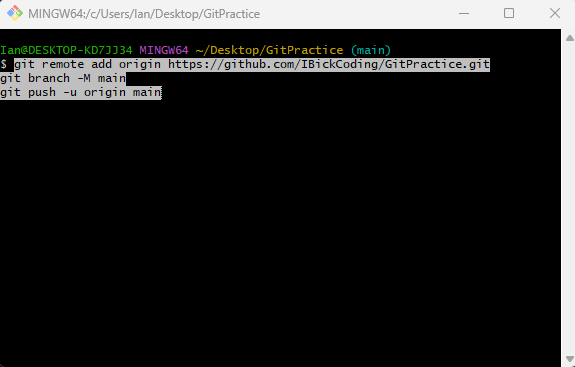 MINGW64:/c/Users/Ian/Desktop/GitPractice
Ian@DESKTOP-KD7JJ34 MINGW64 ~/Desktop/GitPractice (main)
$ git remote add origin https://github.com/IBickCoding/GitPractice.git
git branch -M main
git push -u origin main